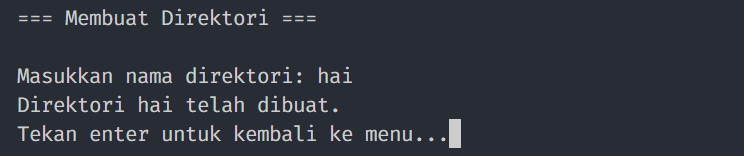 === Membuat Direktori ===
Masukkan nama direktori: hai
Direktori hai telah dibuat.
Tekan enter untuk kembali ke menu...